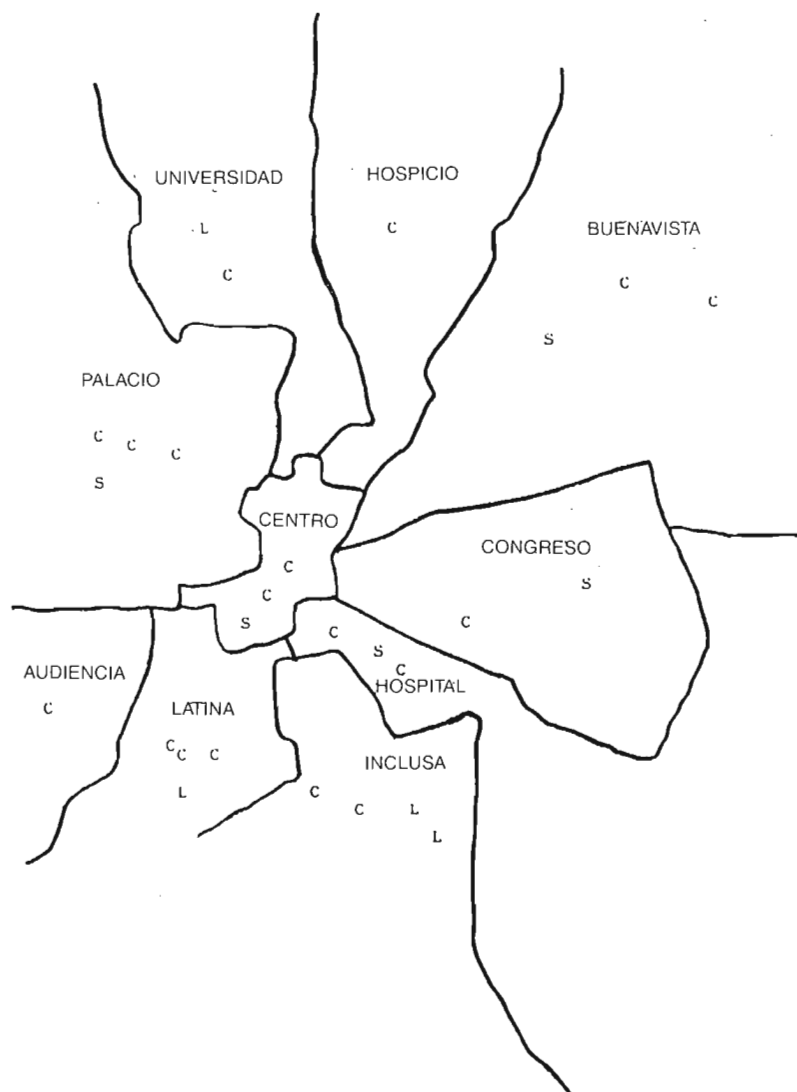 UNIVERSIDAD
L
C
HOSPICIO
C
BUENAVISTA
C
C
S
PALACIO
C C C
S
CENTRO
C
C
S
CONGRESO
S
C
C
S
C
HOSPITAL
AUDIENCIA
C
LATINA
C
C C
L
INCLUSA
C C L
L